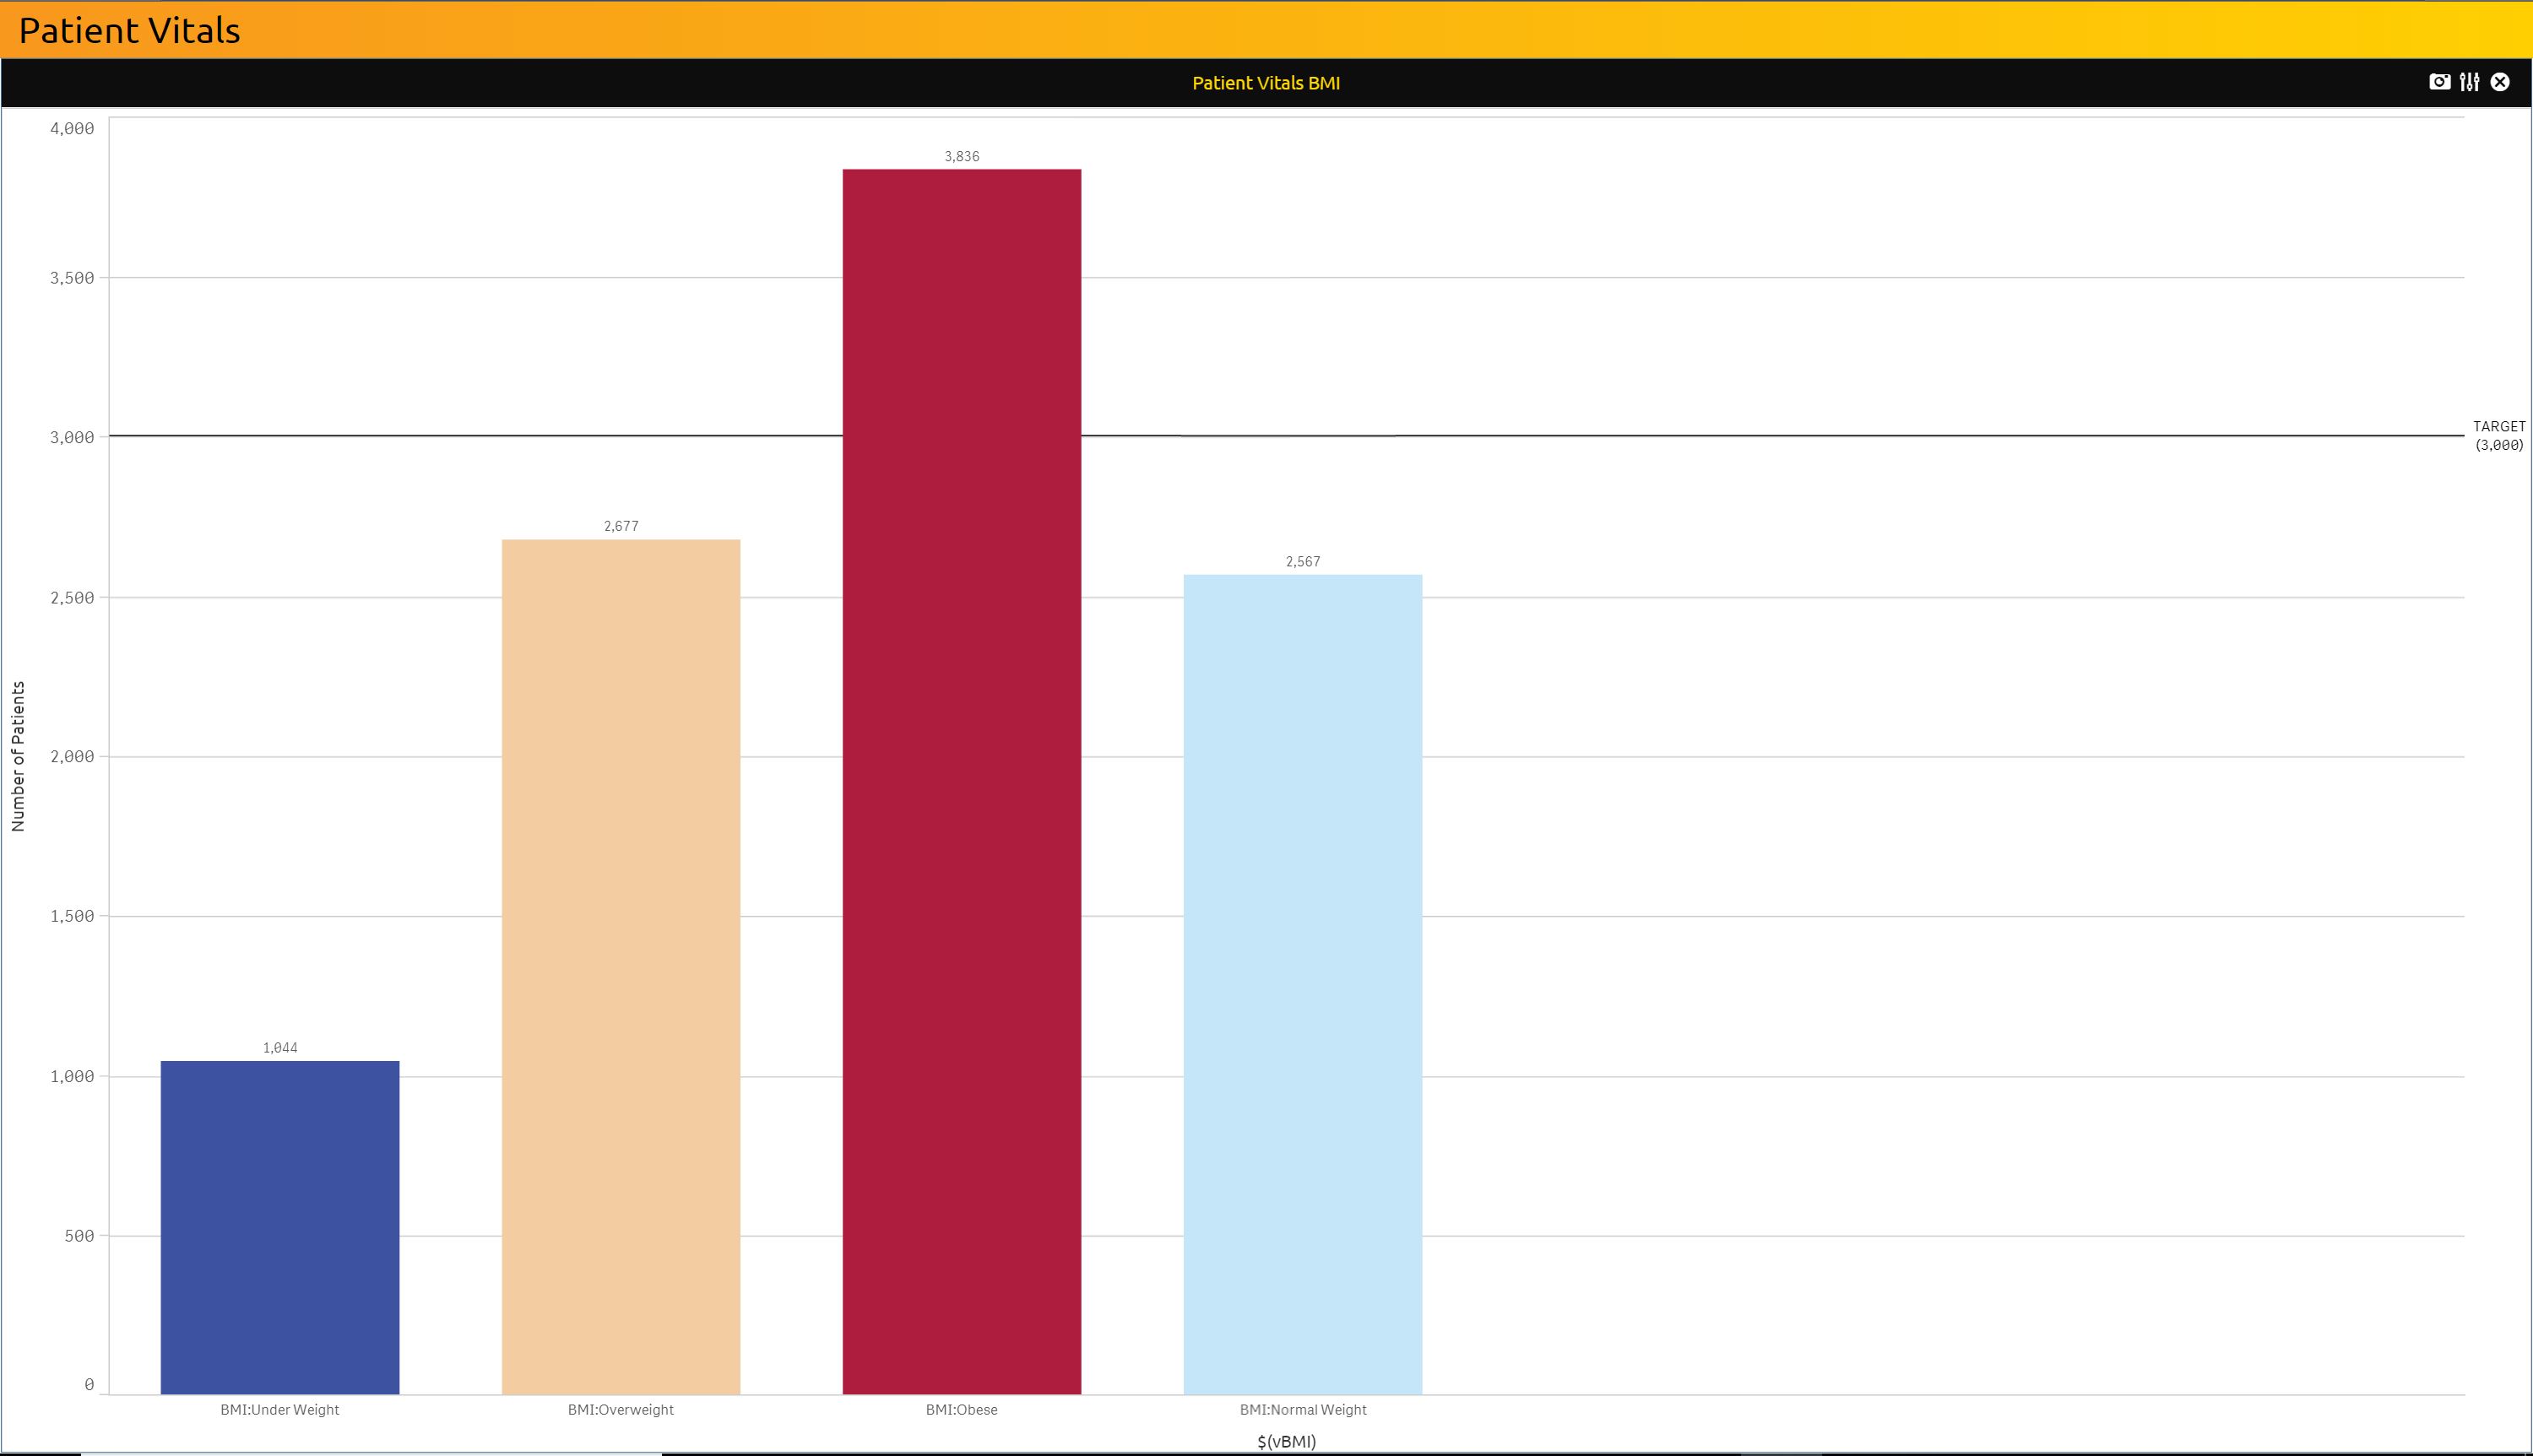 Patient Vitals
Patient Vitals BMI
4,000
3,836
3,500
3,000
TARGET
(3,000)
2,677
2,567
2,500
2,000
Number of Patients
1,500
1,044
1,000
500
0
BMI:Under Weight
BMI:Overweight
BMI:Obese
BMI:Normal Weight
$(vBMI)